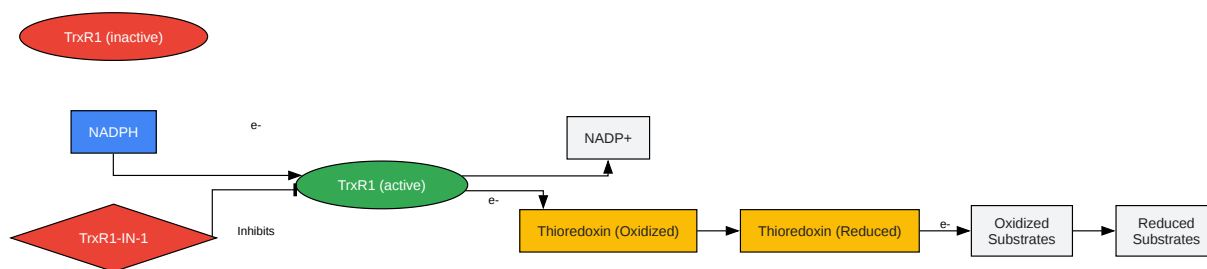 TrxR1 (inactive)
NADPH
e-
NADP+
TrxR1 (active)
e-
TrxR1-IN-1
Inhibits
Thioredoxin (Oxidized)
Thioredoxin (Reduced)
e-
Oxidized
Substrates
Reduced
Substrates